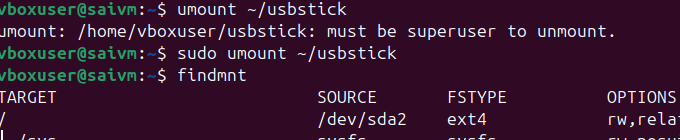 vboxuser@saivm:~$ umount ~/usbstick
umount: /home/vboxuser/usbstick: must be superuser to unmount.
vboxuser@saivm:~$ sudo umount ~/usbstick
vboxuser@saivm:~$ findmnt
TARGET SOURCE FSTYPE OPTIONS
/ /dev/sda2 ext4 rw,rela